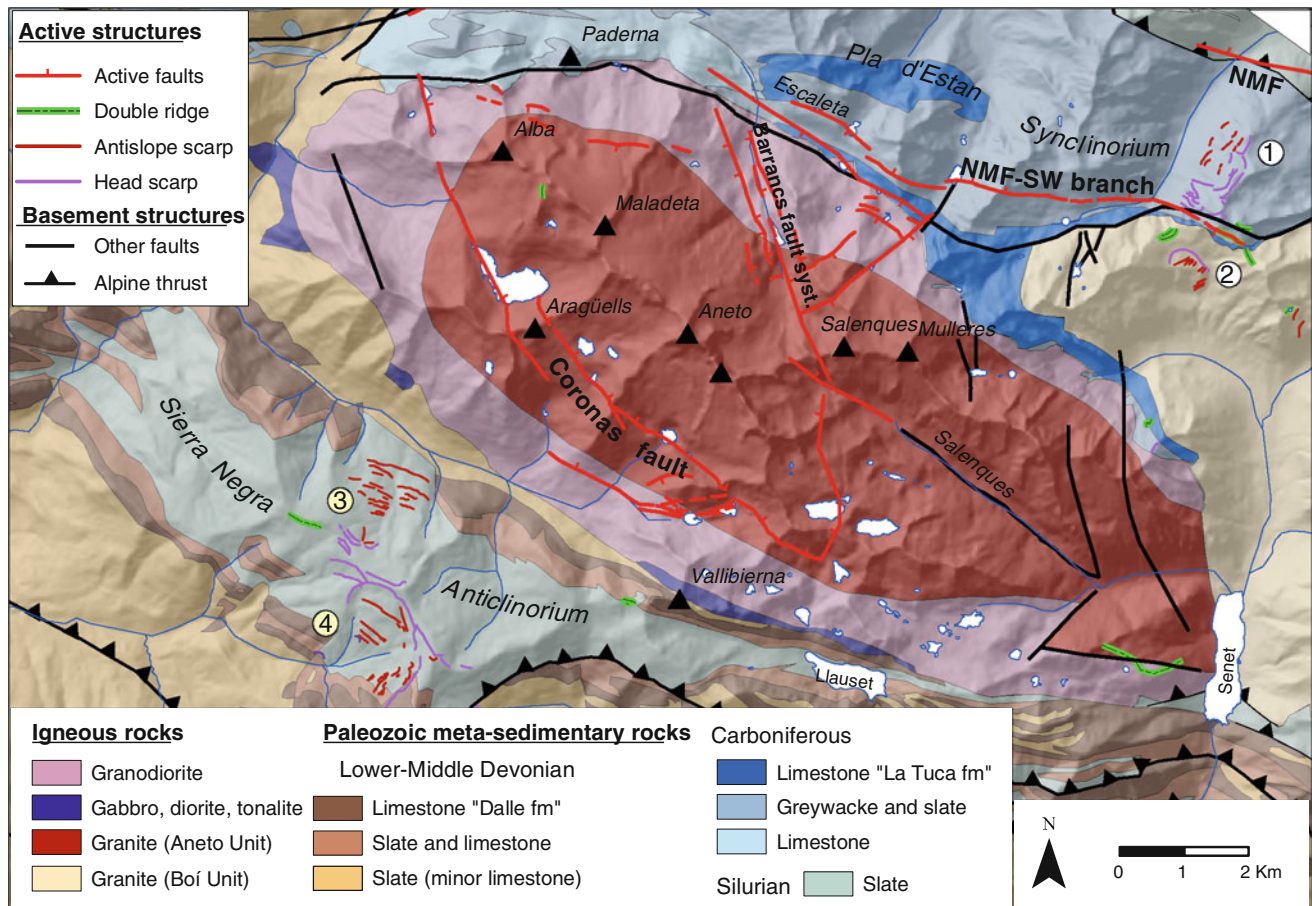 Active structures
Active faults
Double ridge
Antislope scarp
Head scarp
Basement structures
Other faults
Alpine thrust
Paderna
Pla d'Estan
Escaleta
NMF
Synclinorium
1
Alba
Barrancs fault syst.
NMF-SW branch
Maladeta
2
Aragüells
Aneto
Salenques
Mulleres
Coronas fault
Sierra Negra
Salenques
3
Vallibierna
Anticlinorium
4
Llauset
Senet
Igneous rocks
Granodiorite
Gabbro, diorite, tonalite
Granite (Aneto Unit)
Granite (Boí Unit)
Paleozoic meta-sedimentary rocks
Lower-Middle Devonian
Limestone "Dalle fm"
Slate and limestone
Slate (minor limestone)
Carboniferous
Limestone "La Tuca fm"
Greywacke and slate
Limestone
Silurian
Slate
N
0 1 2 Km